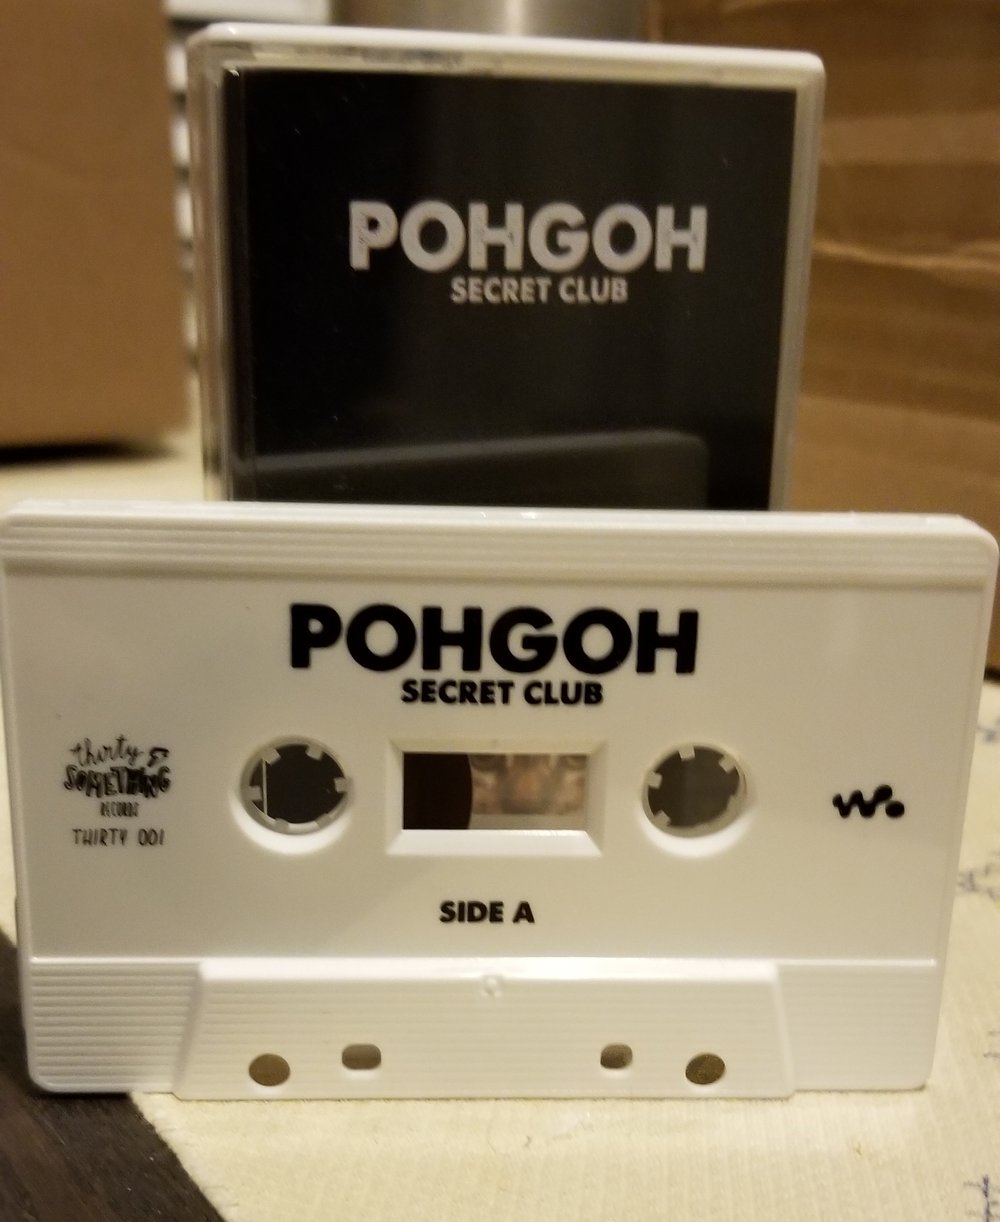 POHGOH
SECRET CLUB
POHGOH
SECRET CLUB
thirty
SOMETHING
RECORDS
THIRTY 001
SIDE A